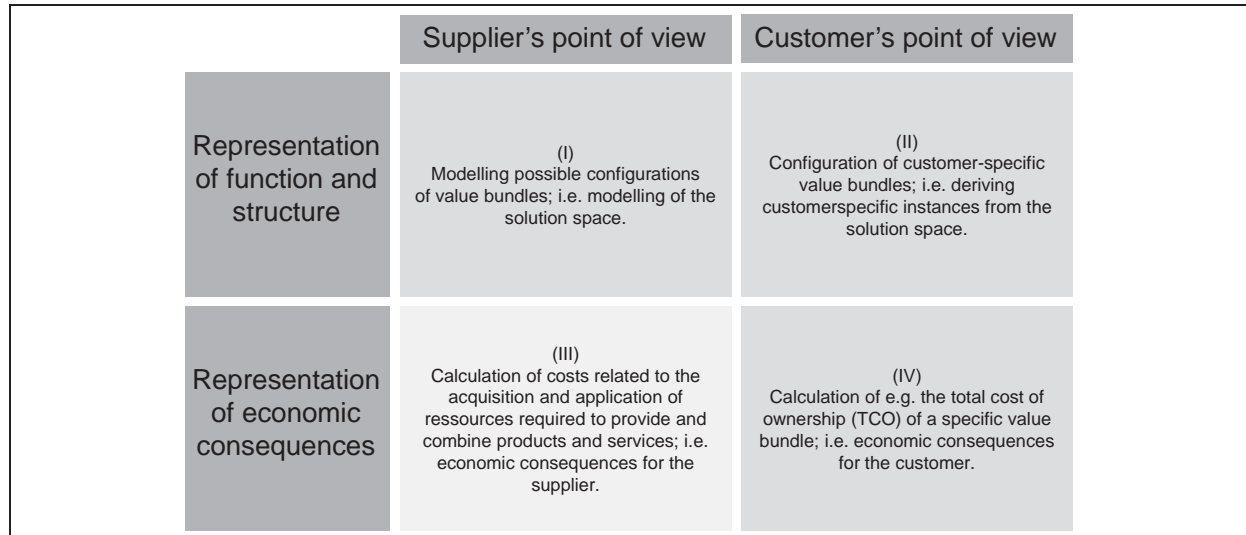 Supplier's point of view
Customer's point of view
Representation
of function and
structure
(I)
Modelling possible configurations
of value bundles; i.e. modelling of the
solution space.
(II)
Configuration of customer-specific
value bundles; i.e. deriving
customerspecific instances from the
solution space.
Representation
of economic
consequences
(III)
Calculation of costs related to the
acquisition and application of
ressources required to provide and
combine products and services; i.e.
economic consequences for the
supplier.
(IV)
Calculation of e.g. the total cost of
ownership (TCO) of a specific value
bundle; i.e. economic consequences
for the customer.